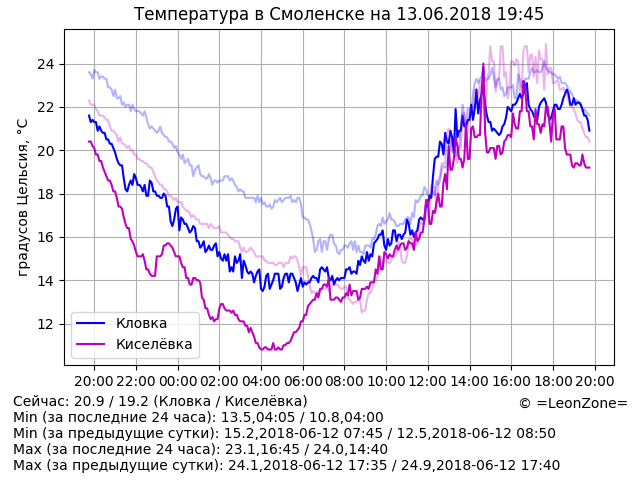 Температура в Смоленске на 13.06.2018 19:45
градусов Цельсия, °C
24
22
20
18
16
14
12
Кловка
Киселёвка
20:00 22:00 00:00 02:00 04:00 06:00 08:00 10:00 12:00 14:00 16:00 18:00 20:00
Сейчас: 20.9 / 19.2 (Кловка / Киселёвка)
© =LeonZone=
Min (за последние 24 часа): 13.5,04:05 / 10.8,04:00
Min (за предыдущие сутки): 15.2,2018-06-12 07:45 / 12.5,2018-06-12 08:50
Max (за последние 24 часа): 23.1,16:45 / 24.0,14:40
Max (за предыдущие сутки): 24.1,2018-06-12 17:35 / 24.9,2018-06-12 17:40